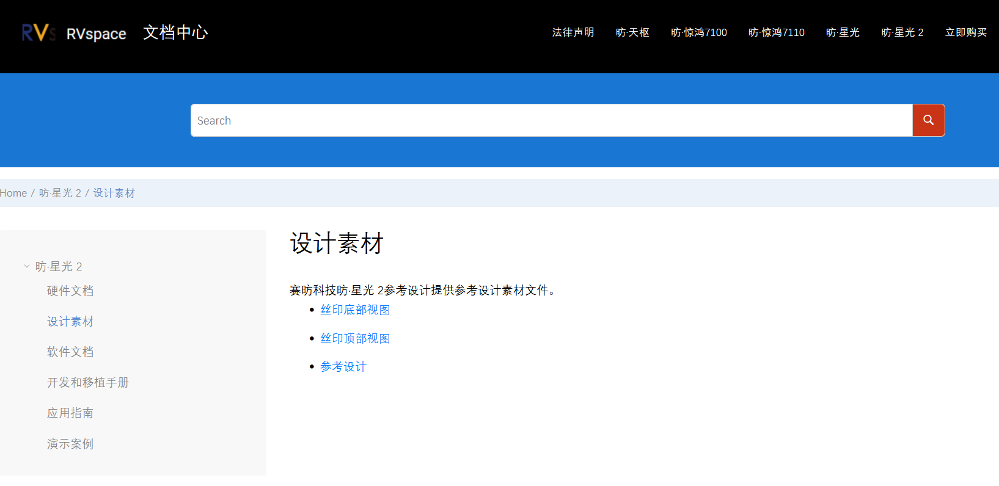 RVs RVspace 文档中心 法律声明 昉·天枢 昉·惊鸿7100 昉·惊鸿7110 昉·星光 昉·星光 2 立即购买
Search
Home / 昉·星光 2 / 设计素材
昉·星光 2
硬件文档
设计素材
软件文档
开发和移植手册
应用指南
演示案例
设计素材
赛昉科技昉·星光 2参考设计提供参考设计素材文件。
• 丝印底部视图
• 丝印顶部视图
• 参考设计